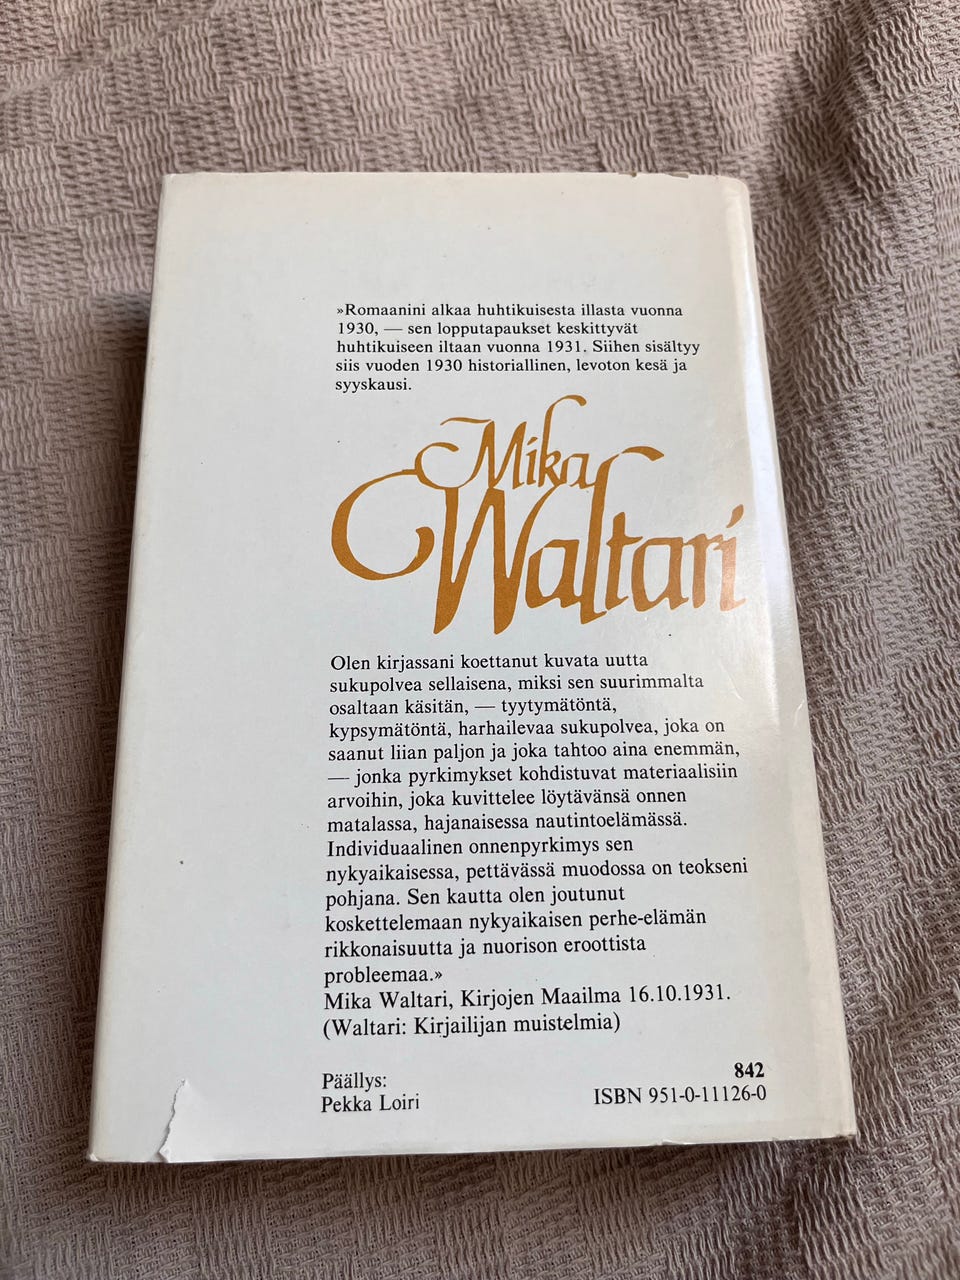 »Romaanini alkaa huhtikuisesta illasta vuonna
1930, — sen lopputapaukset keskittyvät
huhtikuiseen iltaan vuonna 1931. Siihen sisältyy
siis vuoden 1930 historiallinen, levoton kesä ja
syyskausi.
Mika
Waltari
Olen kirjassani koettanut kuvata uutta
sukupolvea sellaisena, miksi sen suurimmalta
osaltaan käsitän, — tyytymätöntä,
kypsymätöntä, harhailevaa sukupolvea, joka on
saanut liian paljon ja joka tahtoo aina enemmän,
— jonka pyrkimykset kohdistuvat materiaalisiin
arvoihin, joka kuvittelee löytävänsä onnen
matalassa, hajanaisessa nautintoelämässä.
Individuaalinen onnenpyrkimys sen
nykyaikaisessa, pettävässä muodossa on teokseni
pohjana. Sen kautta olen joutunut
koskettelemaan nykyaikaisen perhe-elämän
rikkonaisuutta ja nuorison eroottista
probleemaa.»
Mika Waltari, Kirjojen Maailma 16.10.1931.
(Waltari: Kirjailijan muistelmia)
Päällys:
Pekka Loiri
842
ISBN 951-0-11126-0